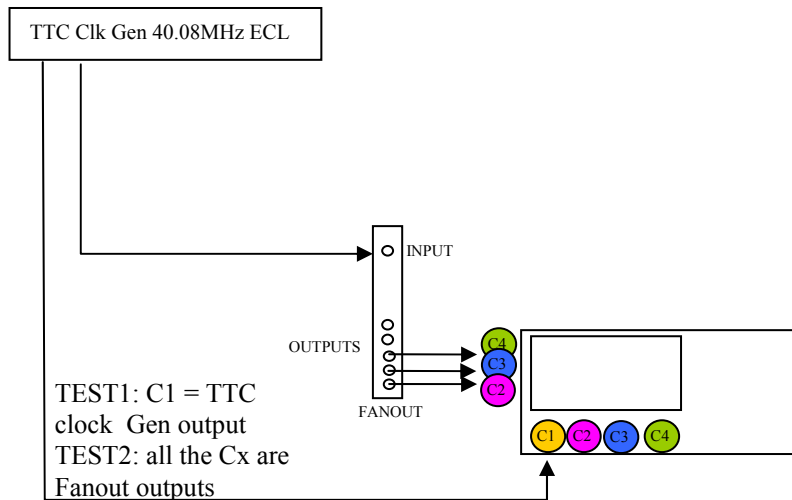 TTC Clk Gen 40.08MHz ECL
INPUT
OUTPUTS
C4
C3
C2
FANOUT
TEST1: C1 = TTC
clock Gen output
TEST2: all the Cx are
Fanout outputs
C1 C2 C3 C4